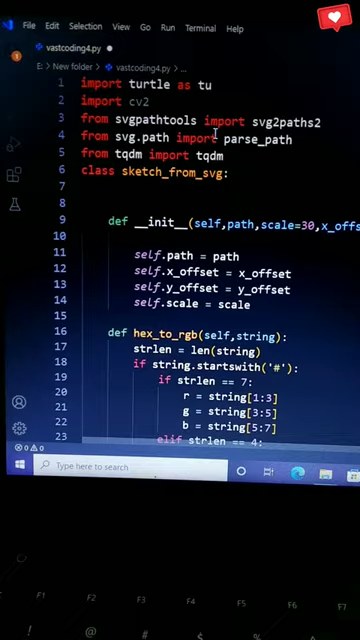 File Edit Selection View Go Run Terminal Help
vastcoding4.py
E: > New folder > vastcoding4.py > ...
1 import turtle as tu
2 import cv2
3 from svgpathtools import svg2paths2
4 from svg.path import parse_path
5 from tqdm import tqdm
6 class sketch_from_svg:
7
8
9 def __init__(self,path,scale=30,x_offs
10
11 self.path = path
12 self.x_offset = x_offset
13 self.y_offset = y_offset
14 self.scale = scale
15
16 def hex_to_rgb(self,string):
17 strlen = len(string)
18 if string.startswith('#'):
19 if strlen == 7:
20 r = string[1:3]
21 g = string[3:5]
22 b = string[5:7]
23 elif strlen == 4:
0 0
Type here to search
F1 F2 F3 F4 F5 F6 F7
! @ # $ % ^